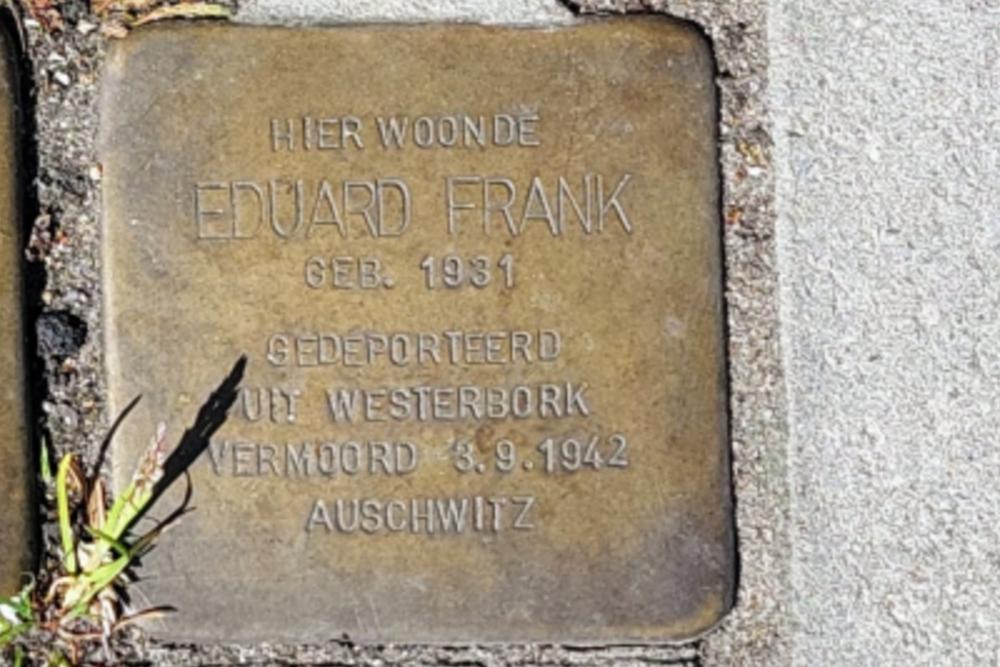 HIER WOONDE
EDUARD FRANK
GEB. 1931
GEDEPORTEERD
UIT WESTERBORK
VERMOORD 3.9.1942
AUSCHWITZ